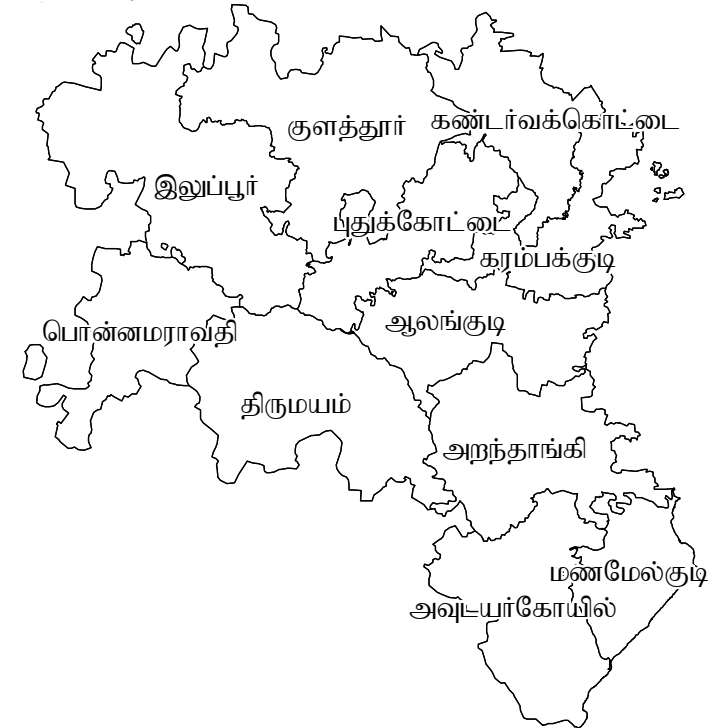 குளத்தூர்
கண்டர்வக்கொட்டை
இலுப்பூர்
புதுக்கோட்டை
கரம்பக்குடி
ஆலங்குடி
பொன்னமராவதி
திருமயம்
அறந்தாங்கி
மணமேல்குடி
அவுடயர்கோயில்